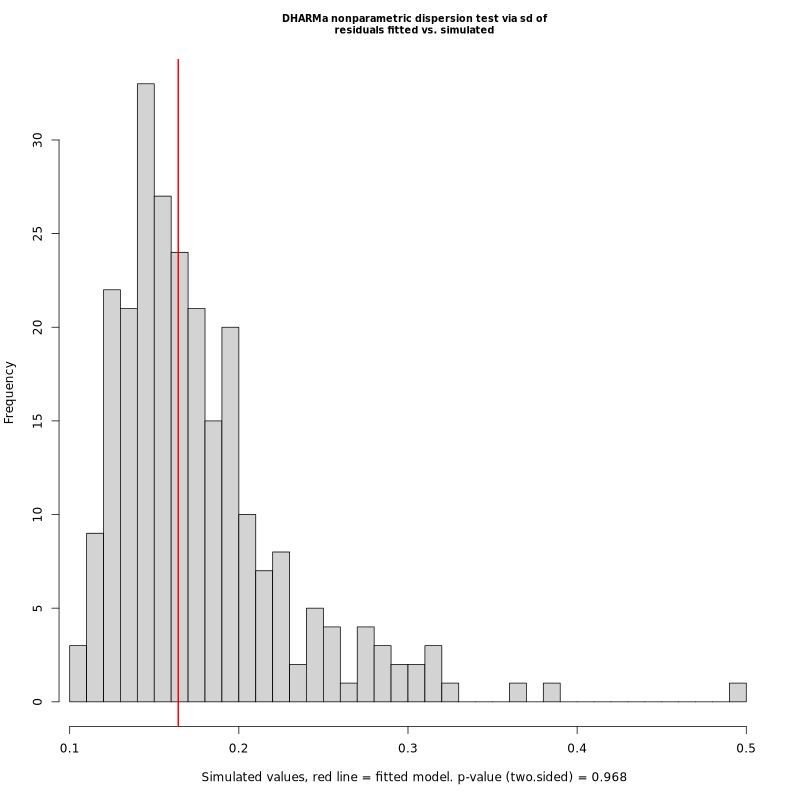 DHARMa nonparametric dispersion test via sd of
residuals fitted vs. simulated
Frequency
30
25
20
15
10
5
0
0.1 0.2 0.3 0.4 0.5
Simulated values, red line = fitted model. p-value (two.sided) = 0.968